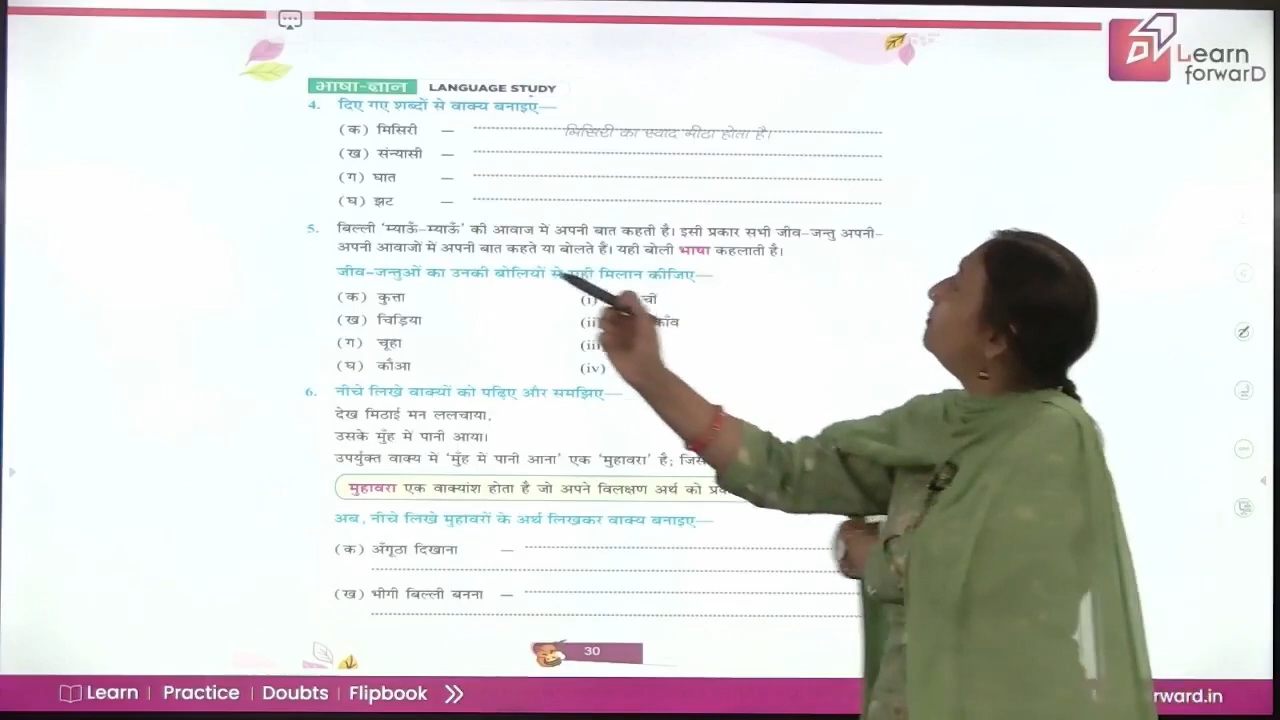 Learn
forwarD
भाषा-ज्ञान LANGUAGE STUDY
4. दिए गए शब्दों से वाक्य बनाइए—
(क) मिसिरी — मिसिरी का स्वाद मीठा होता है।
(ख) संन्यासी —
(ग) घात —
(घ) झट —
5. बिल्ली 'म्याऊँ-म्याऊँ' की आवाज में अपनी बात कहती है। इसी प्रकार सभी जीव-जन्तु अपनी-
अपनी आवाजों में अपनी बात कहते या बोलते है। यही बोली भाषा कहलाती है।
जीव-जन्तुओं का उनकी बोलियों से सही मिलान कीजिए—
(क) कुत्ता (i)
(ख) चिड़िया
(ग) चूहा
(घ) कौआ (iv)
6. नीचे लिखे वाक्यों को पढ़िए और समझिए—
देख मिठाई मन ललचाया,
उसके मुँह में पानी आया।
उपर्युक्त वाक्य में 'मुँह में पानी आना' एक 'मुहावरा' है;
मुहावरा एक वाक्यांश होता है जो अपने विलक्षण अर्थ को
अब, नीचे लिखे मुहावरों के अर्थ लिखकर वाक्य बनाइए—
(क) अँगूठा दिखाना —
(ख) भीगी बिल्ली बनना —
30
Learn | Practice | Doubts | Flipbook
rward.in